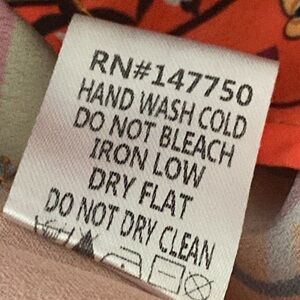 RN#147750
HAND WASH COLD
DO NOT BLEACH
IRON LOW
DRY FLAT
DO NOT DRY CLEAN